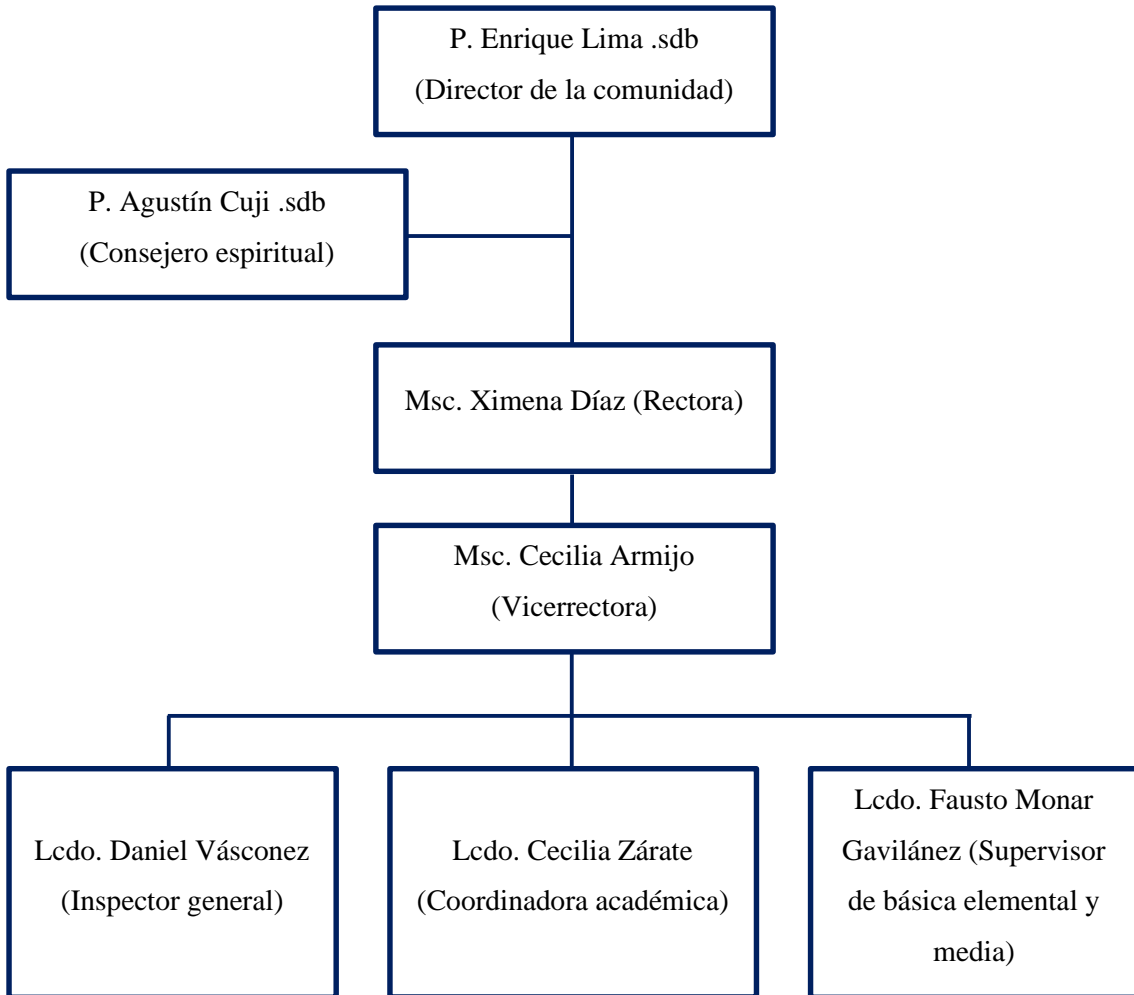 P. Enrique Lima .sdb
(Director de la comunidad)
P. Agustín Cuji .sdb
(Consejero espiritual)
Msc. Ximena Díaz (Rectora)
Msc. Cecilia Armijo
(Vicerrectora)
Lcdo. Daniel Vásconez
(Inspector general)
Lcdo. Cecilia Zárate
(Coordinadora académica)
Lcdo. Fausto Monar
Gavilánez (Supervisor
de básica elemental y
media)